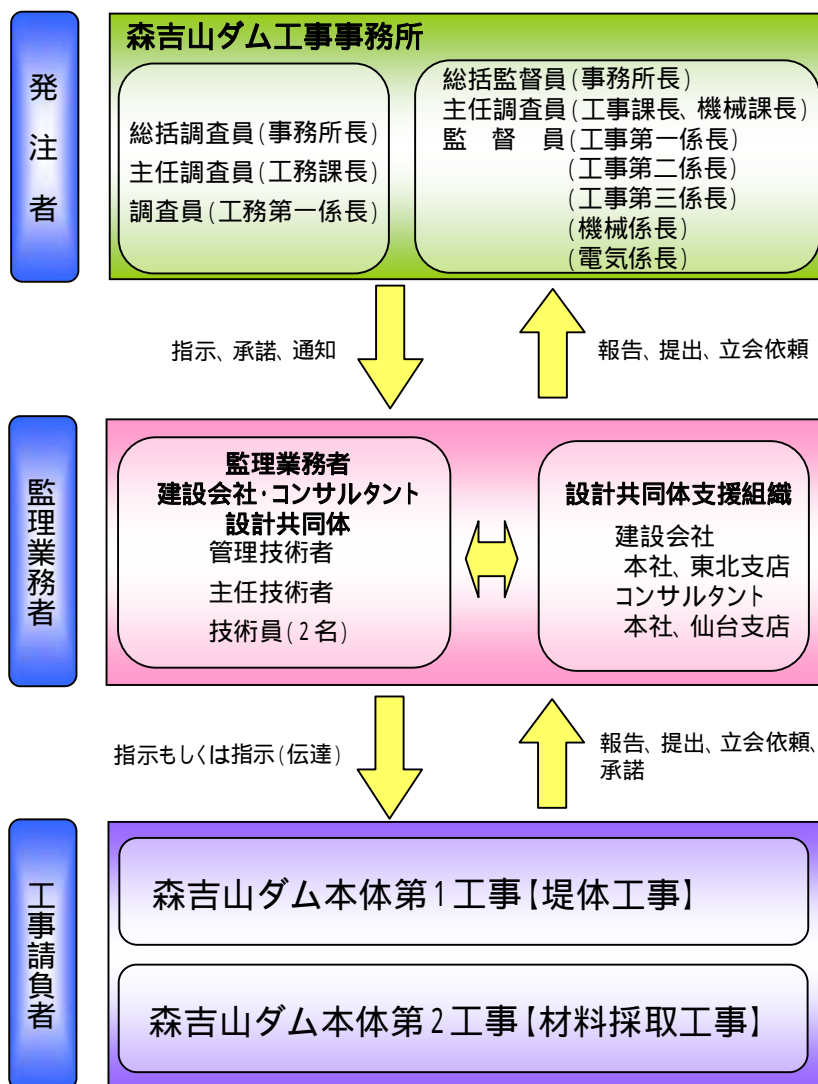 発注者
森吉山ダム工事事務所
総括調査員(事務所長)
主任調査員(工務課長)
調査員(工務第一係長)
総括監督員(事務所長)
主任調査員(工事課長、機械課長)
監 督 員(工事第一係長)
(工事第二係長)
(工事第三係長)
(機械係長)
(電気係長)
指示、承諾、通知
報告、提出、立会依頼
監理業務者
監理業務者
建設会社・コンサルタント
設計共同体
管理技術者
主任技術者
技術員(2名)
設計共同体支援組織
建設会社
本社、東北支店
コンサルタント
本社、仙台支店
指示もしくは指示(伝達)
報告、提出、立会依頼、
承諾
工事請負者
森吉山ダム本体第1工事【堤体工事】
森吉山ダム本体第2工事【材料採取工事】